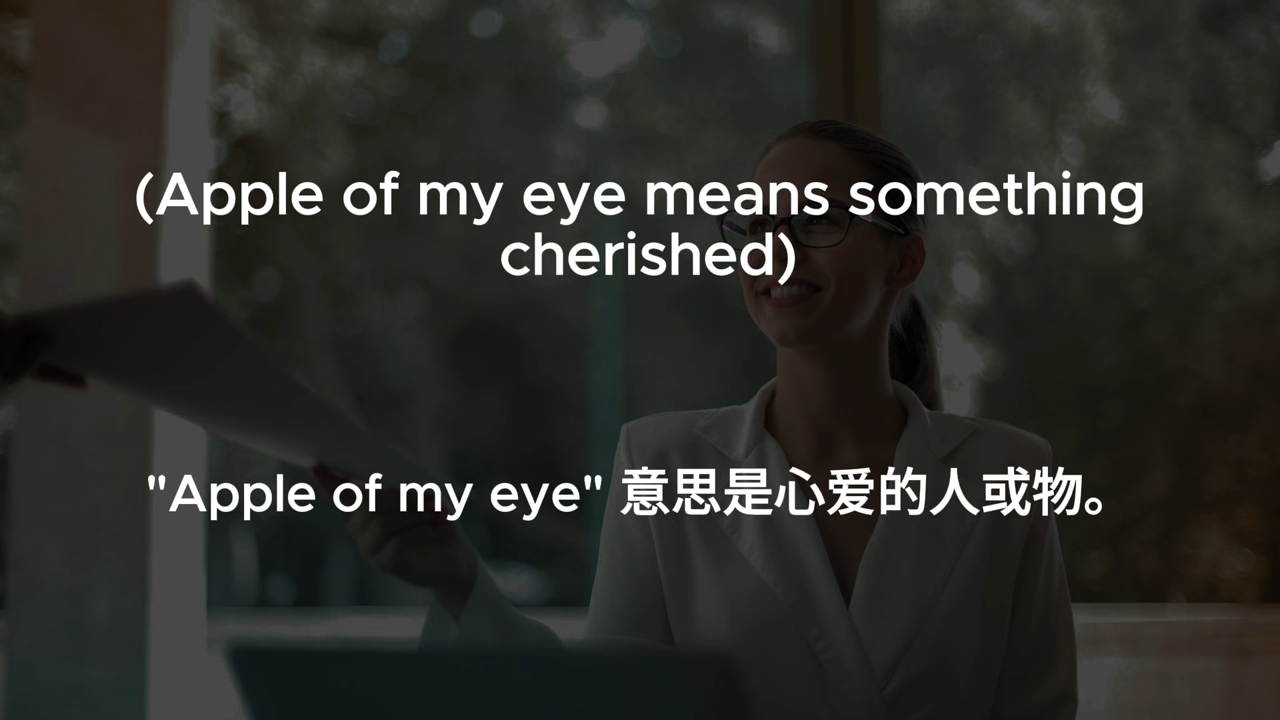 (Apple of my eye means something
cherished)
"Apple of my eye" 意思是心爱的人或物。